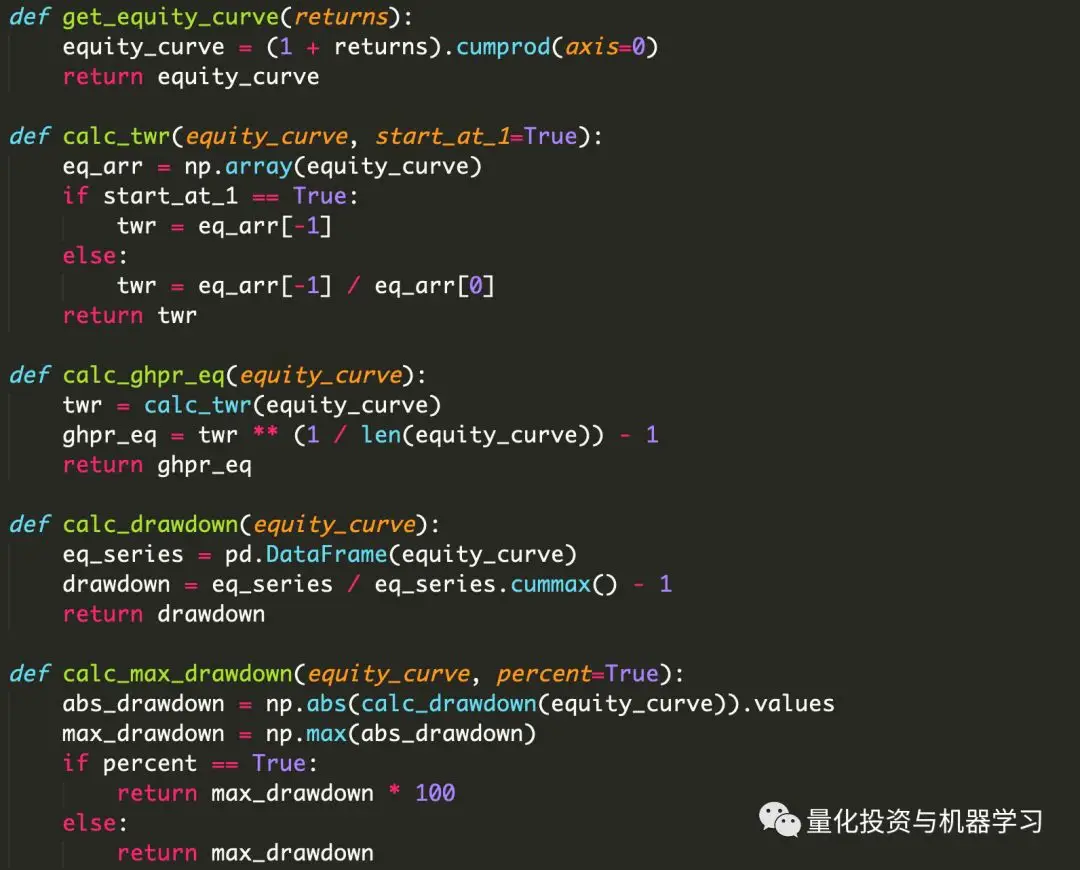 def get_equity_curve(returns):
    equity_curve = (1 + returns).cumprod(axis=0)
    return equity_curve

def calc_twr(equity_curve, start_at_1=True):
    eq_arr = np.array(equity_curve)
    if start_at_1 == True:
        twr = eq_arr[-1]
    else:
        twr = eq_arr[-1] / eq_arr[0]
    return twr

def calc_ghpr_eq(equity_curve):
    twr = calc_twr(equity_curve)
    ghpr_eq = twr ** (1 / len(equity_curve)) - 1
    return ghpr_eq

def calc_drawdown(equity_curve):
    eq_series = pd.DataFrame(equity_curve)
    drawdown = eq_series / eq_series.cummax() - 1
    return drawdown

def calc_max_drawdown(equity_curve, percent=True):
    abs_drawdown = np.abs(calc_drawdown(equity_curve)).values
    max_drawdown = np.max(abs_drawdown)
    if percent == True:
        return max_drawdown * 100
    else:
        return max_drawdown
量化投资与机器学习